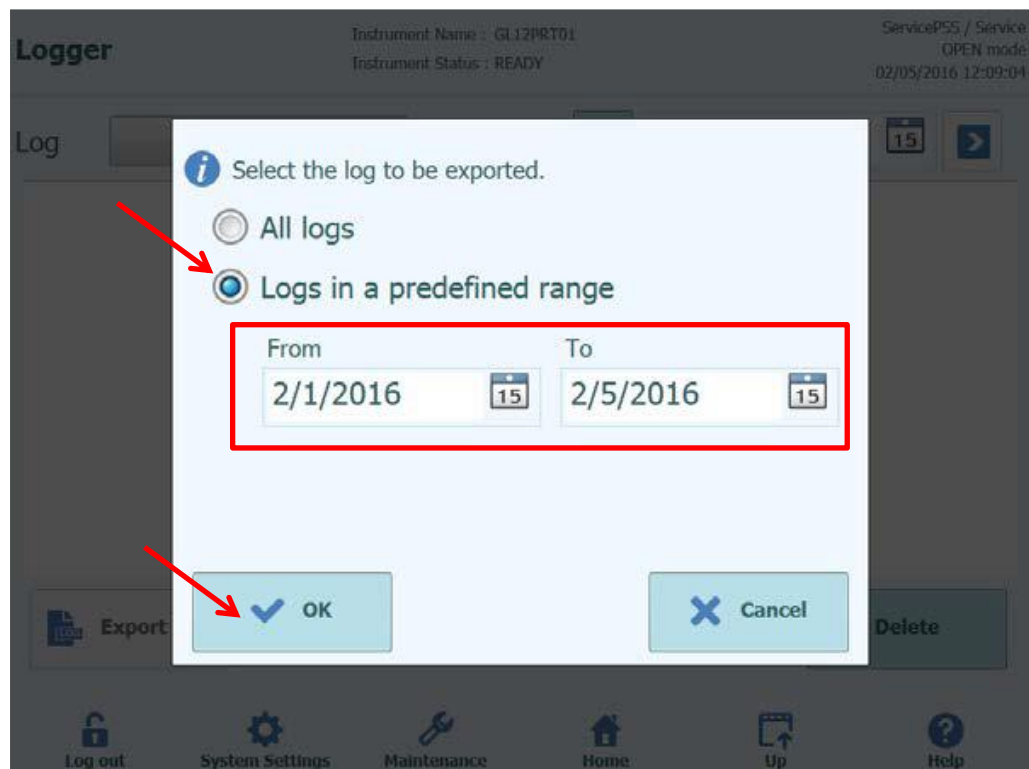 Logger
Instrument Name : GL12PRT01
Instrument Status : READY
ServicePSS / Service
OPEN mode
02/05/2016 12:09:04
Log
15
Select the log to be exported.
All logs
Logs in a predefined range
From To
2/1/2016 15 2/5/2016 15
OK Cancel
LOG Export Delete
Log out System Settings Maintenance Home Up Help